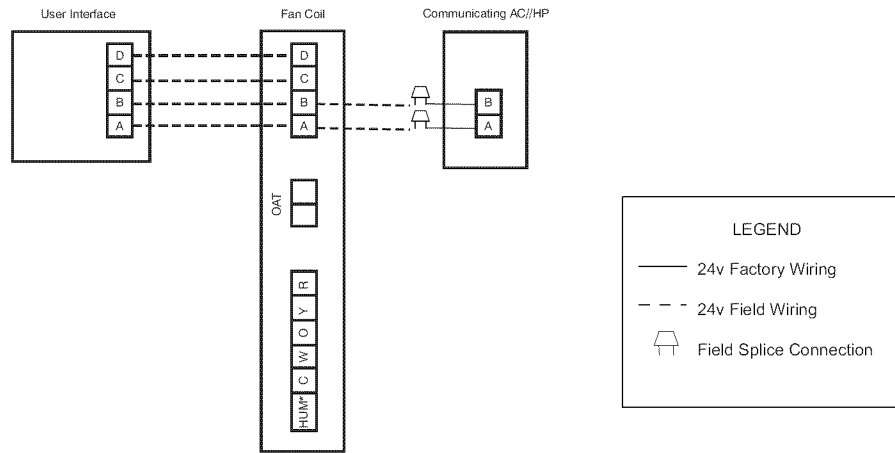 User Interface
Fan Coil
Communicating AC//HP
D
C
B
A
D
C
B
A
B
A
OAT
R
Y
O
W
C
HUM*
LEGEND
24v Factory Wiring
24v Field Wiring
Field Splice Connection